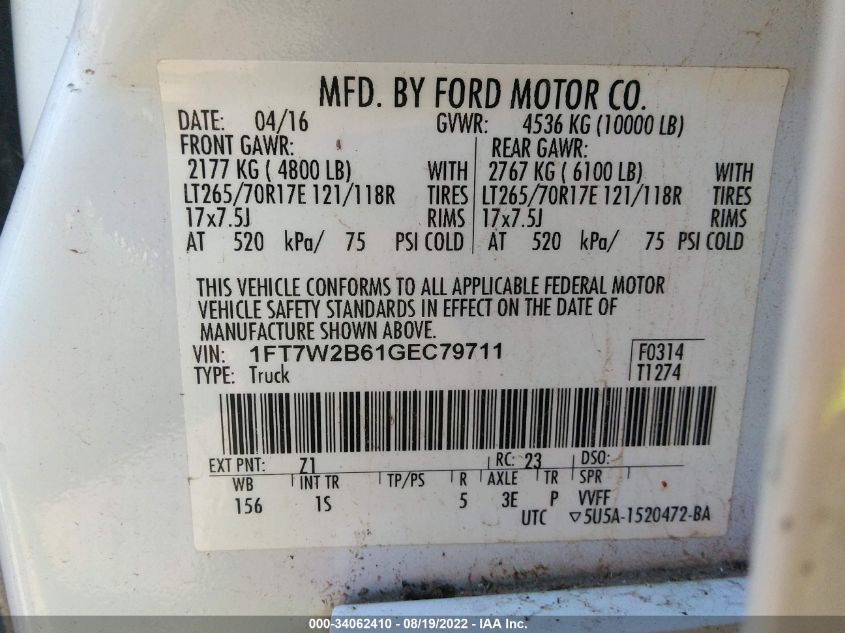 MFD. BY FORD MOTOR CO.
DATE: 04/16 GVWR: 4536 KG (10000 LB)
FRONT GAWR: REAR GAWR:
2177 KG ( 4800 LB) WITH 2767 KG ( 6100 LB) WITH
LT265/70R17E 121/118R TIRES LT265/70R17E 121/118R TIRES
17x7.5J RIMS 17x7.5J RIMS
AT 520 kPa/ 75 PSI COLD AT 520 kPa/ 75 PSI COLD
THIS VEHICLE CONFORMS TO ALL APPLICABLE FEDERAL MOTOR
VEHICLE SAFETY STANDARDS IN EFFECT ON THE DATE OF
MANUFACTURE SHOWN ABOVE.
VIN: 1FT7W2B61GEC79711 F0314
TYPE: Truck T1274
EXT PNT: Z1 RC: 23 DSO:
WB INT TR TP/PS R AXLE TR SPR
156 1S 5 3E P VVFF
UTC ▽5U5A-1520472-BA
000-34062410 - 08/19/2022 - IAA Inc.